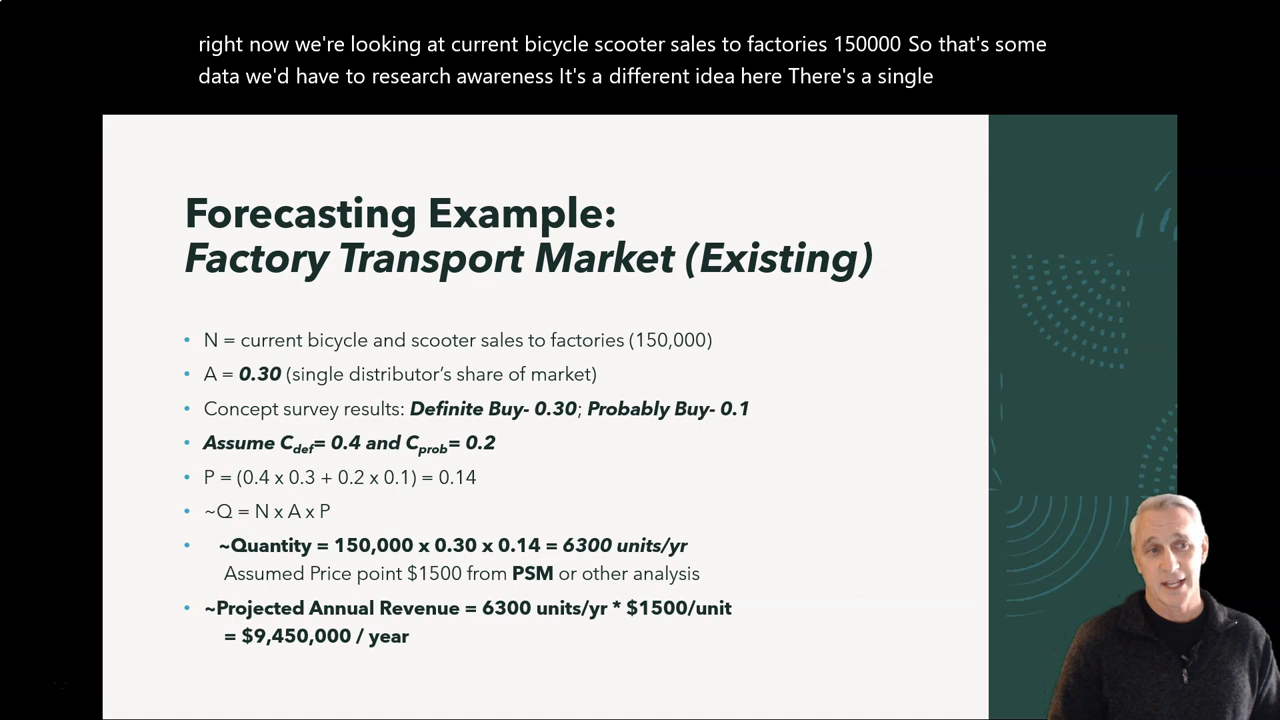 right now we're looking at current bicycle scooter sales to factories 150000 So that's some
data we'd have to research awareness It's a different idea here There's a single
Forecasting Example:
Factory Transport Market (Existing)
• N = current bicycle and scooter sales to factories (150,000)
• A = 0.30 (single distributor's share of market)
• Concept survey results: Definite Buy- 0.30; Probably Buy- 0.1
• Assume Cdef= 0.4 and Cprob= 0.2
• P = (0.4 x 0.3 + 0.2 x 0.1) = 0.14
• ~Q = N x A x P
• ~Quantity = 150,000 x 0.30 x 0.14 = 6300 units/yr
Assumed Price point $1500 from PSM or other analysis
• ~Projected Annual Revenue = 6300 units/yr * $1500/unit
= $9,450,000 / year